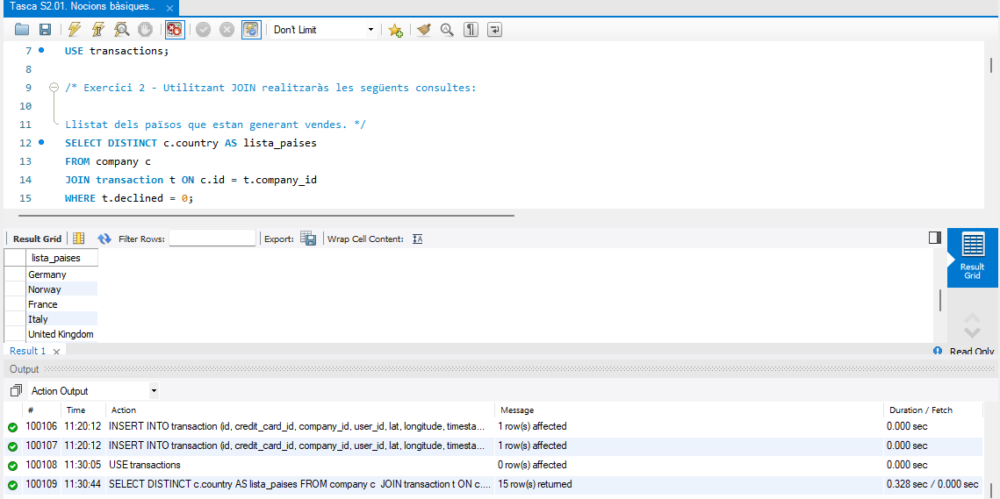 Tasca S2.01. Nocions bàsiques...
Don't Limit
7 USE transactions;
8
9 /* Exercici 2 - Utilitzant JOIN realitzaràs les següents consultes:
10
11 Llistat dels països que estan generant vendes. */
12 SELECT DISTINCT c.country AS lista_paises
13 FROM company c
14 JOIN transaction t ON c.id = t.company_id
15 WHERE t.declined = 0;
Result Grid Filter Rows: Export: Wrap Cell Content:
lista_paises
Germany
Norway
France
Italy
United Kingdom
Result Grid
Result 1 Read Only
Output
Action Output
# Time Action Message Duration / Fetch
100106 11:20:12 INSERT INTO transaction (id, credit_card_id, company_id, user_id, lat, longitude, timesta... 1 row(s) affected 0.000 sec
100107 11:20:12 INSERT INTO transaction (id, credit_card_id, company_id, user_id, lat, longitude, timesta... 1 row(s) affected 0.000 sec
100108 11:30:05 USE transactions 0 row(s) affected 0.000 sec
100109 11:30:44 SELECT DISTINCT c.country AS lista_paises FROM company c JOIN transaction t ON c.... 15 row(s) returned 0.328 sec / 0.000 sec